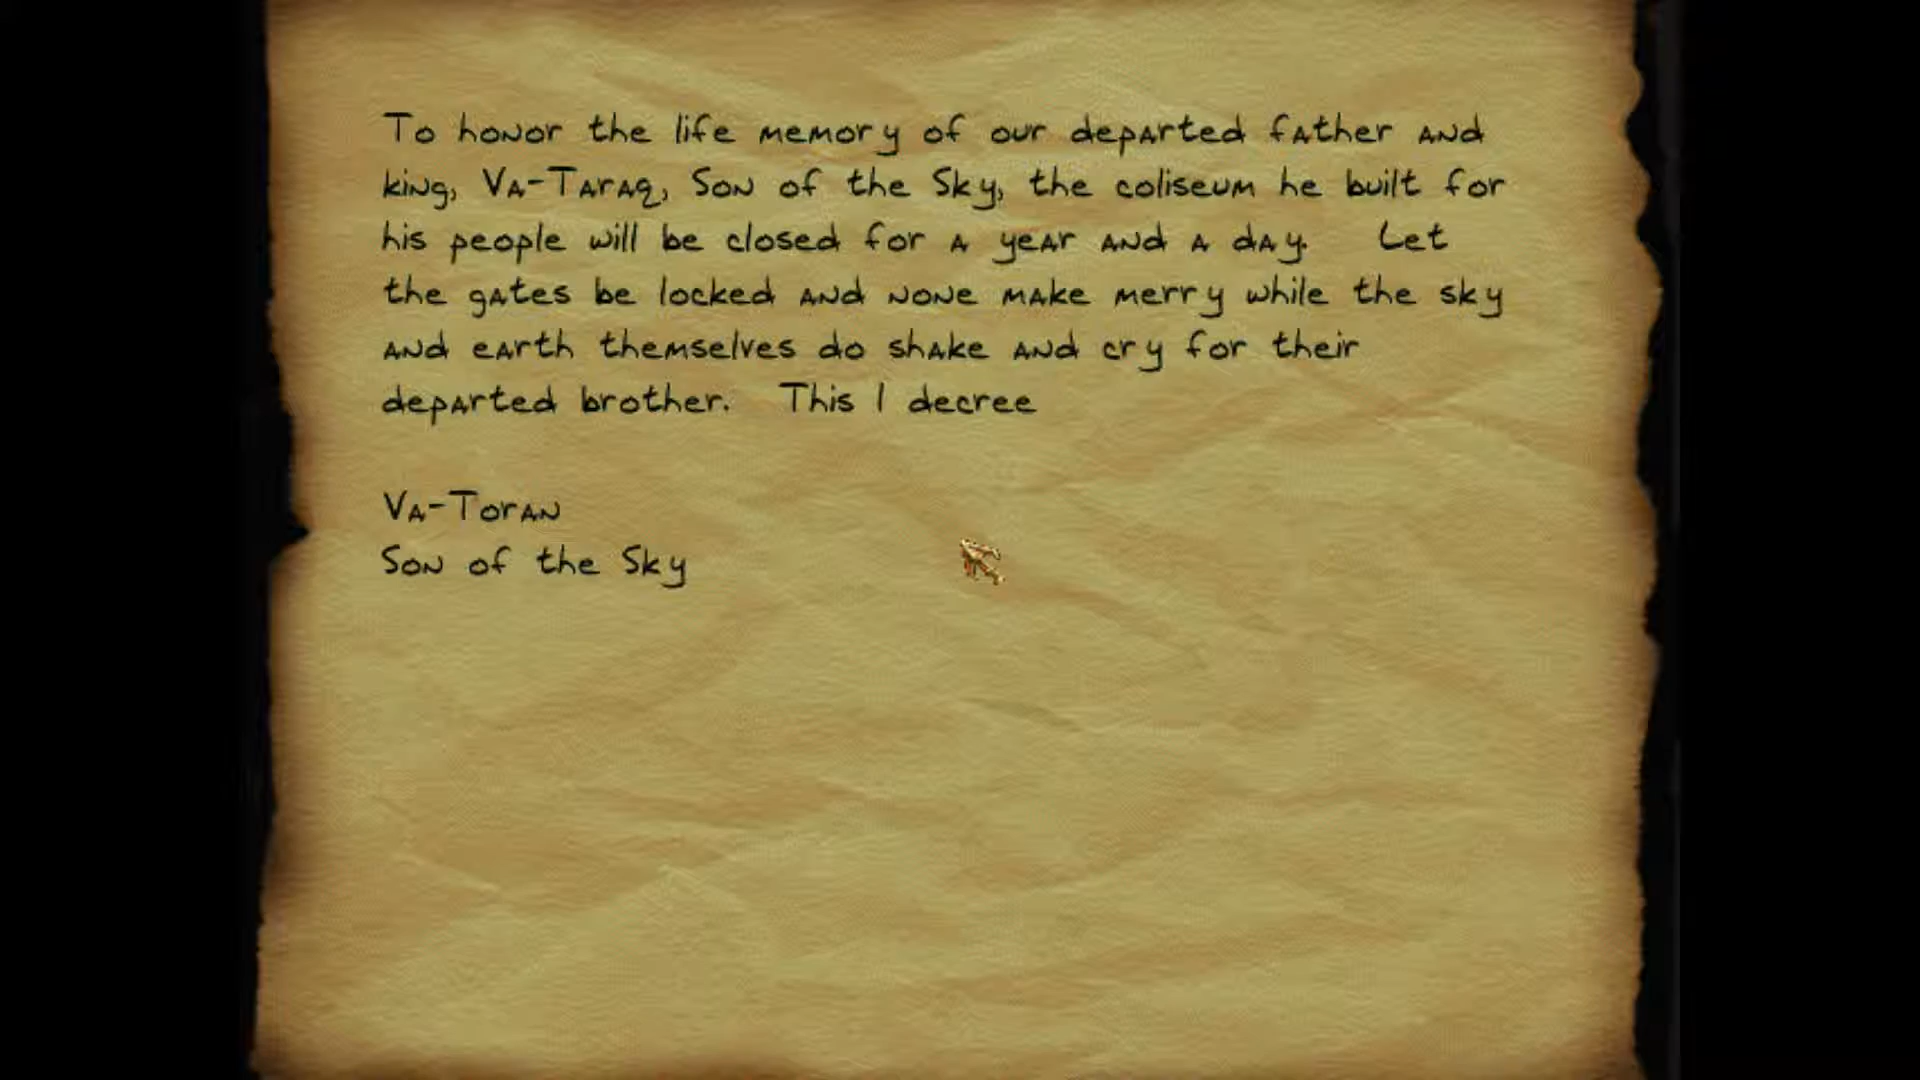 To honor the life memory of our departed father and
king, Va-Taraq, Son of the Sky, the coliseum he built for
his people will be closed for a year and a day. Let
the gates be locked and none make merry while the sky
and earth themselves do shake and cry for their
departed brother. This I decree
Va-Toran
Son of the Sky